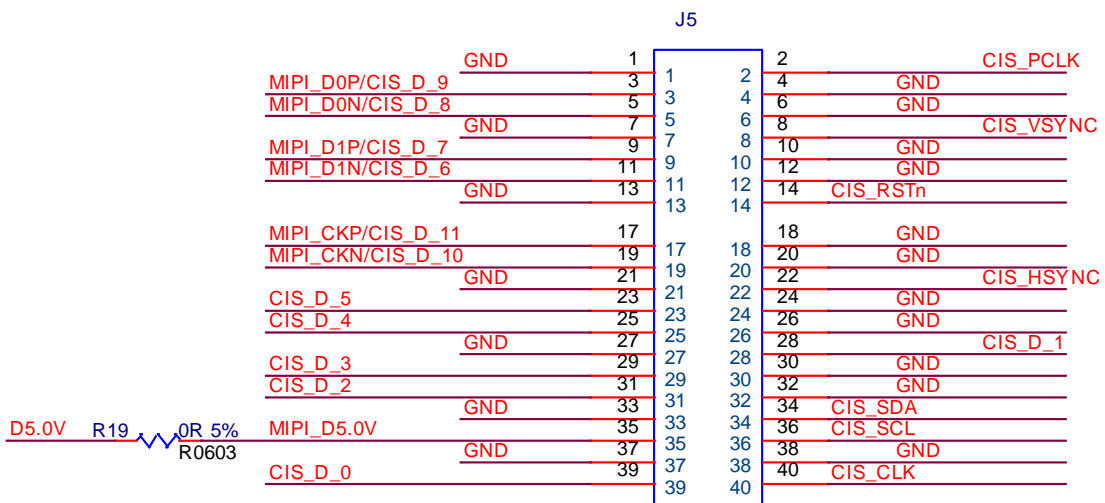 J5
GND 1 1 2 2 CIS_PCLK
MIPI_D0P/CIS_D_9 3 3 4 4 GND
MIPI_D0N/CIS_D_8 5 5 6 6 GND
GND 7 7 8 8 CIS_VSYNC
MIPI_D1P/CIS_D_7 9 9 10 10 GND
MIPI_D1N/CIS_D_6 11 11 12 12 GND
GND 13 13 14 14 CIS_RSTn
MIPI_CKP/CIS_D_11 17 17 18 18 GND
MIPI_CKN/CIS_D_10 19 19 20 20 GND
GND 21 21 22 22 CIS_HSYNC
CIS_D_5 23 23 24 24 GND
CIS_D_4 25 25 26 26 GND
GND 27 27 28 28 CIS_D_1
CIS_D_3 29 29 30 30 GND
CIS_D_2 31 31 32 32 GND
GND 33 33 34 34 CIS_SDA
D5.0V R19 0R 5% MIPI_D5.0V 35 35 36 36 CIS_SCL
R0603
GND 37 37 38 38 GND
CIS_D_0 39 39 40 40 CIS_CLK